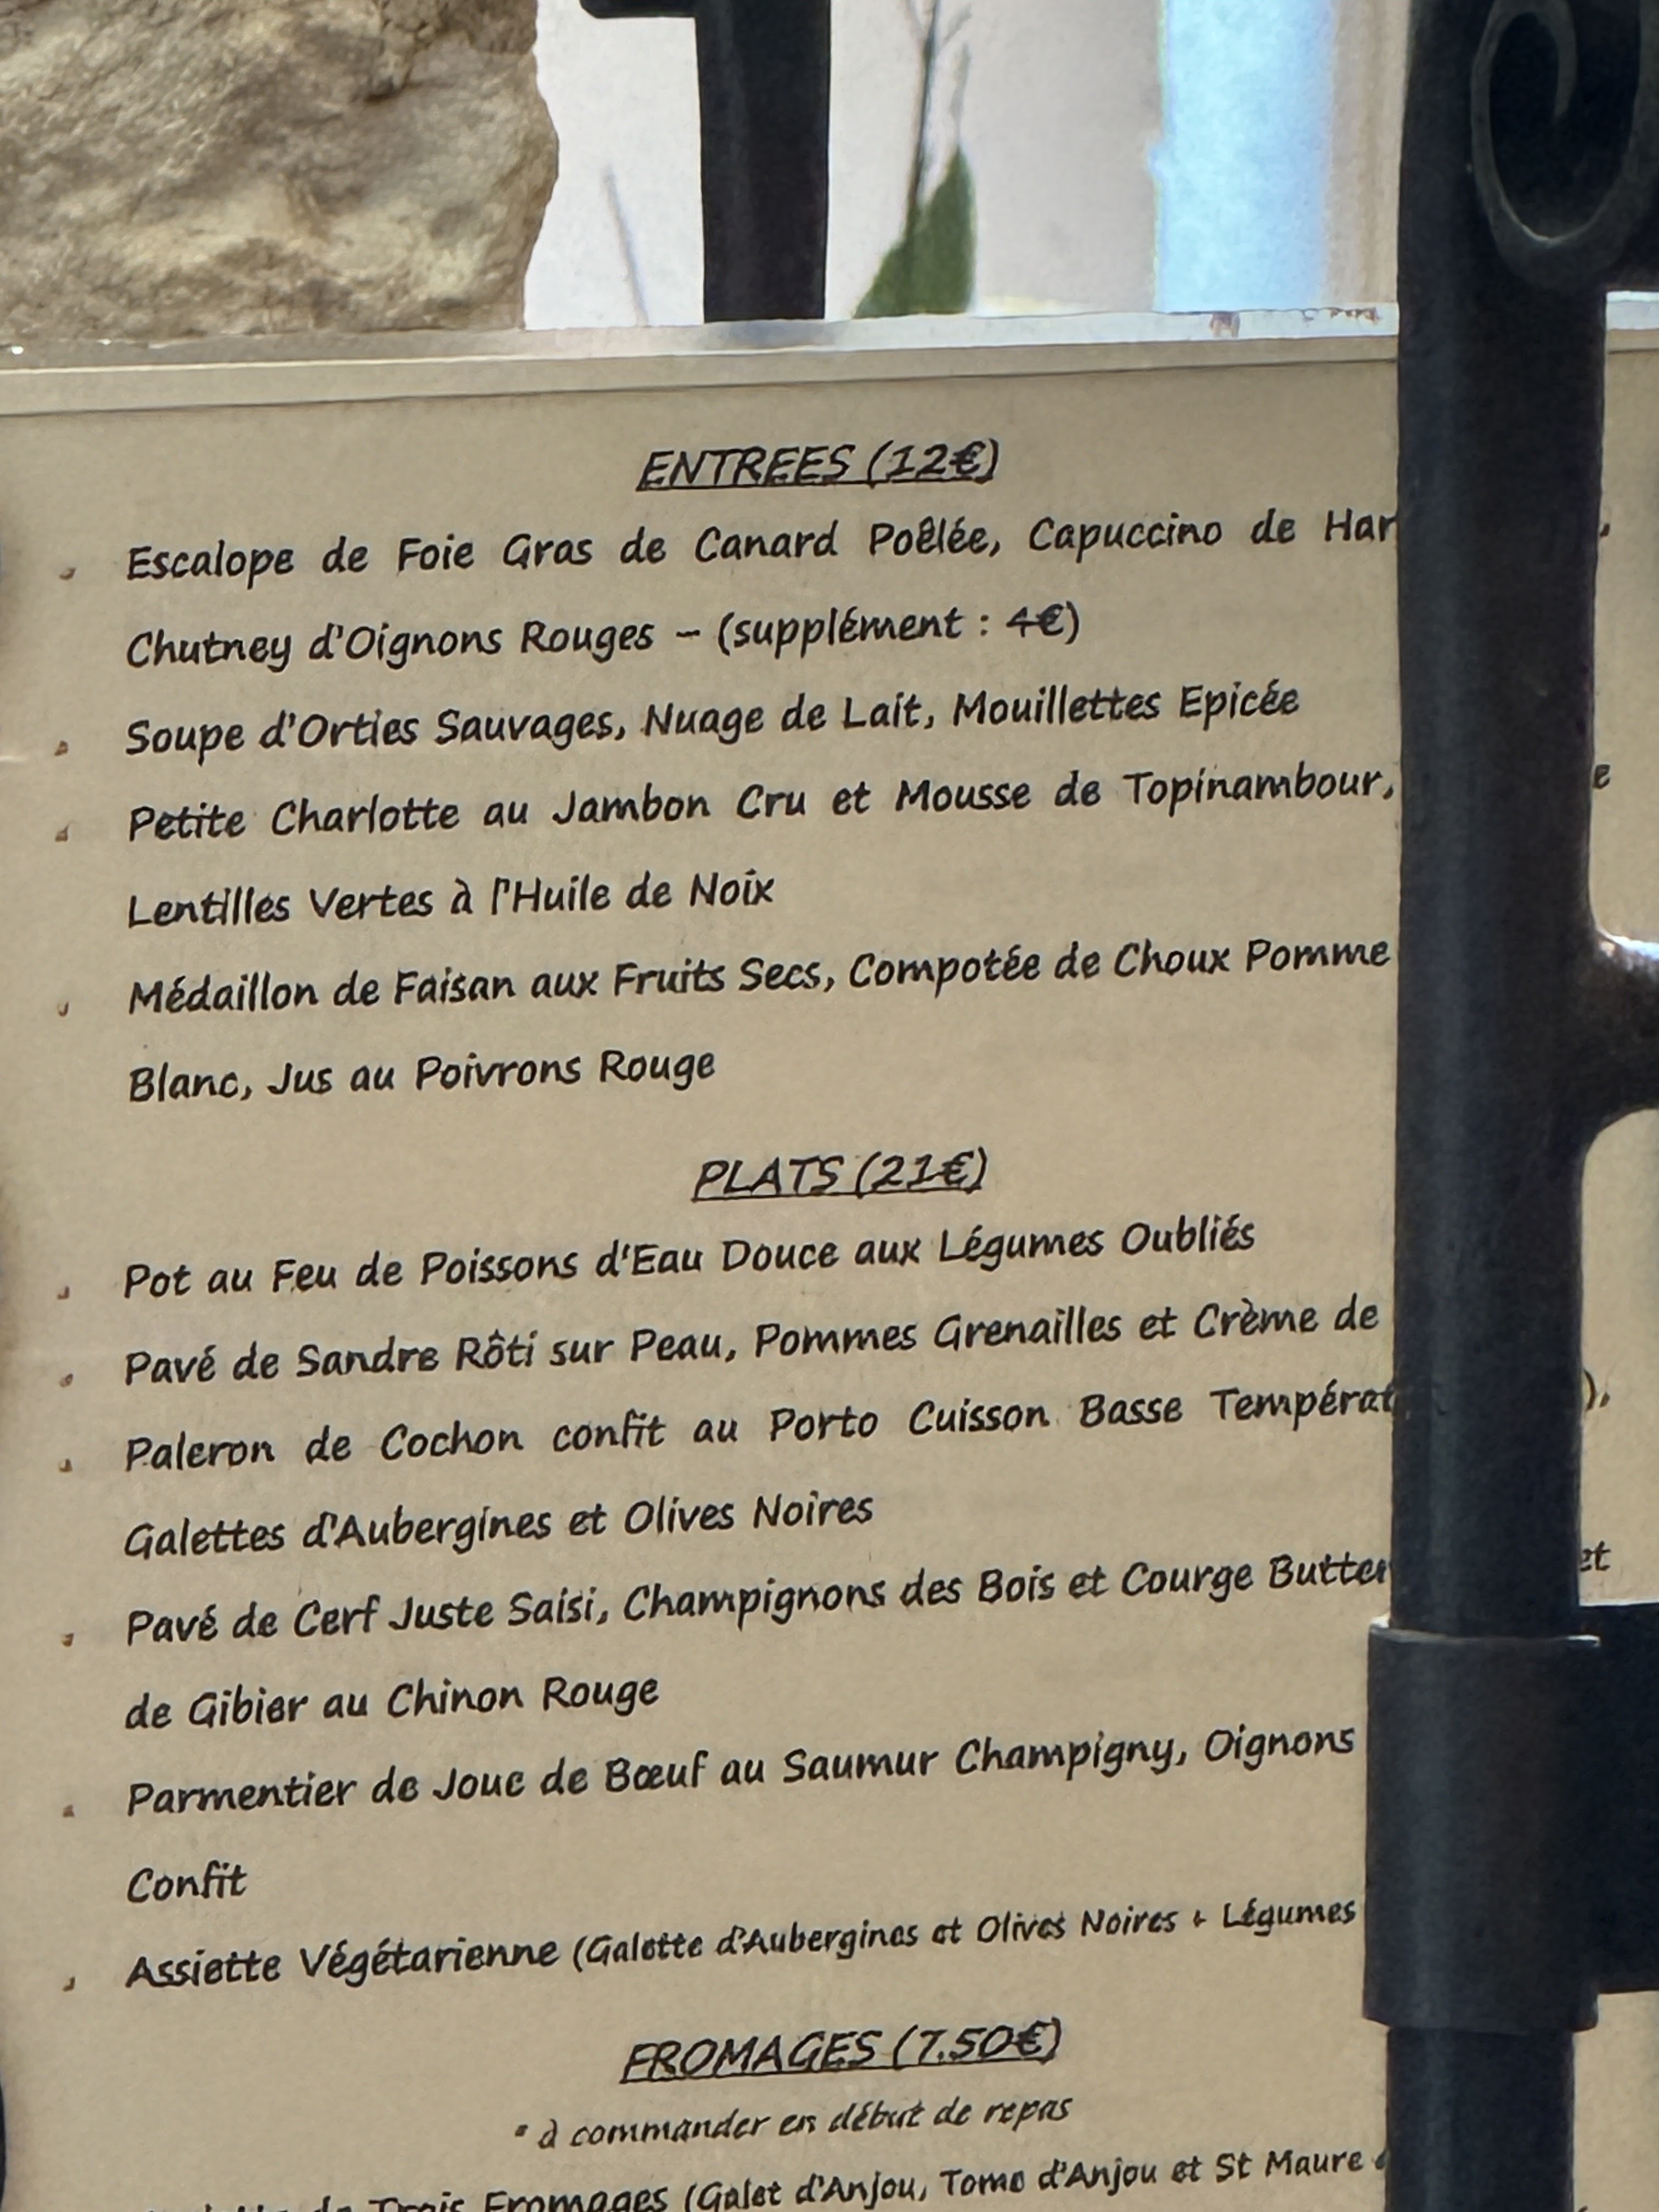 ENTREES (12€)
Escalope de Foie Gras de Canard Poêlée, Capuccino de
Chutney d'Oignons Rouges – (supplément : 4€)
Soupe d'Orties Sauvages, Nuage de Lait, Mouillettes Epicée
Petite Charlotte au Jambon Cru et Mousse de Topinambour,
Lentilles Vertes à l'Huile de Noix
Médaillon de Faisan aux Fruits Secs, Compotée de Choux Pomme
Blanc, Jus au Poivrons Rouge
PLATS (21€)
Pot au Feu de Poissons d'Eau Douce aux Légumes Oubliés
Pavé de Sandre Rôti sur Peau, Pommes Grenailles et Crème de
Paleron de Cochon confit au Porto Cuisson Basse
Galettes d'Aubergines et Olives Noires
Pavé de Cerf Juste Saisi, Champignons des Bois et Courge et
de Gibier au Chinon Rouge
Parmentier de Joue de Bœuf au Saumur Champigny, Oignons
Confit
Assiette Végétarienne (Galette d'Aubergines et Olives Noires + Légumes
FROMAGES (7.50€)
* à commander en début de repas
de Trois Fromages (Galet d'Anjou, Tome d'Anjou et St Maure